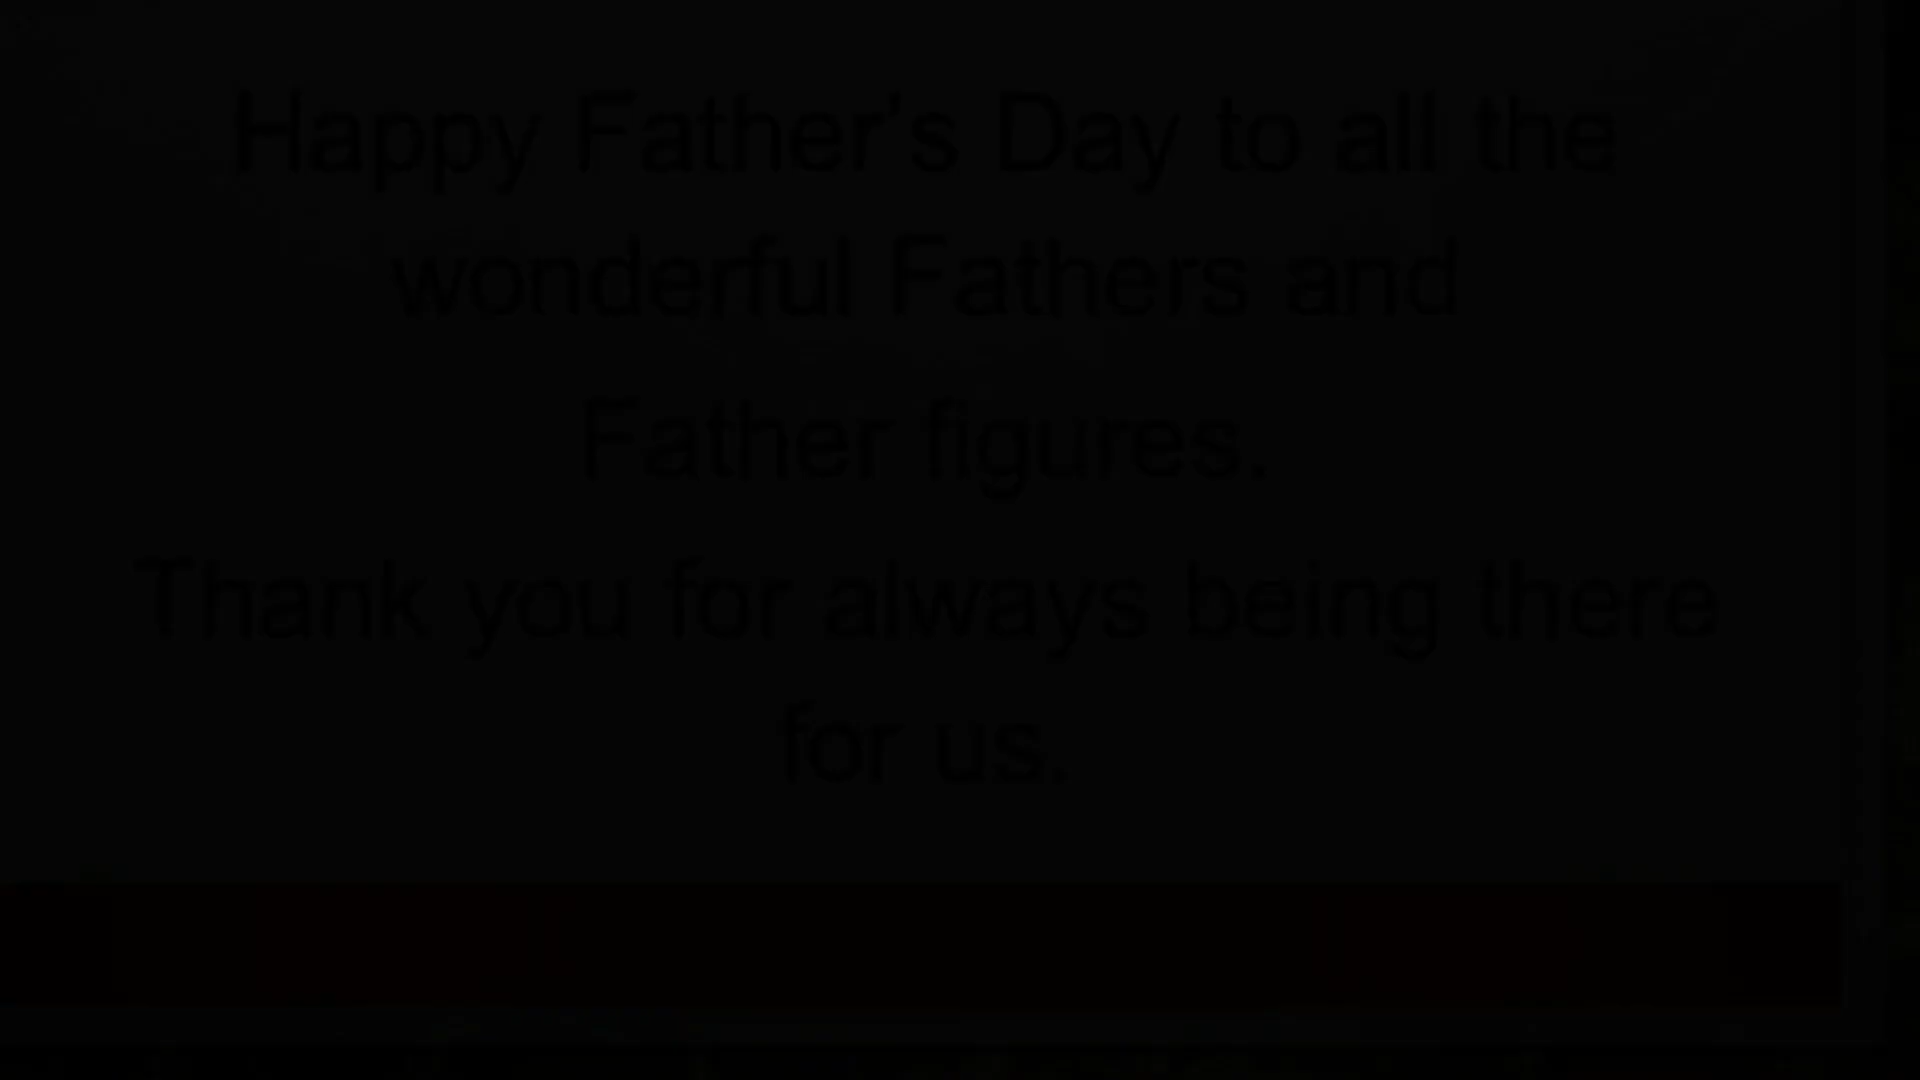 Happy Father's Day to all the
wonderful Fathers and
Father figures.
Thank you for always being there
for us.